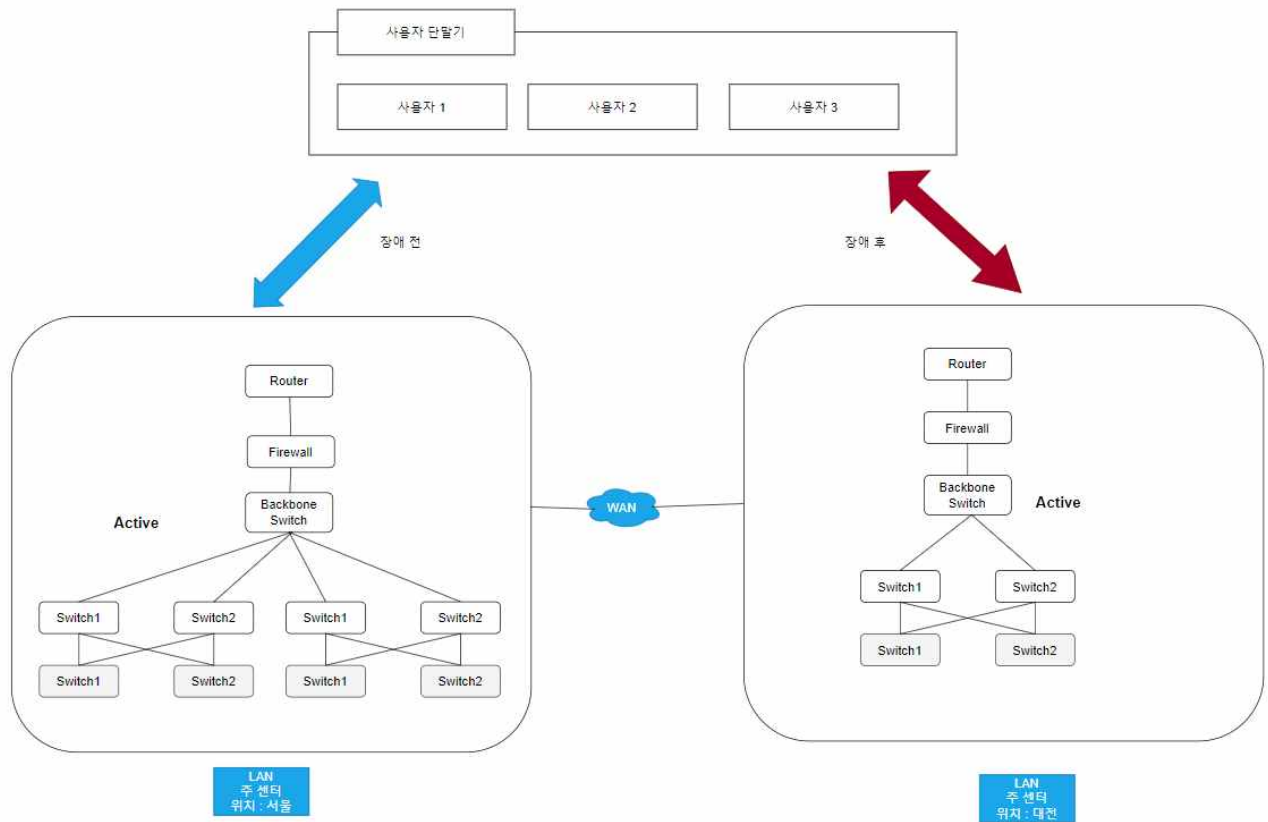 사용자 단말기
사용자 1
사용자 2
사용자 3
장애 전
장애 후
Router
Firewall
Backbone
Switch
Active
Switch1
Switch2
Switch1
Switch2
Switch1
Switch2
Switch1
Switch2
LAN
주 센터
위치 : 서울
WAN
Router
Firewall
Backbone
Switch
Active
Switch1
Switch2
Switch1
Switch2
LAN
주 센터
위치 : 대전